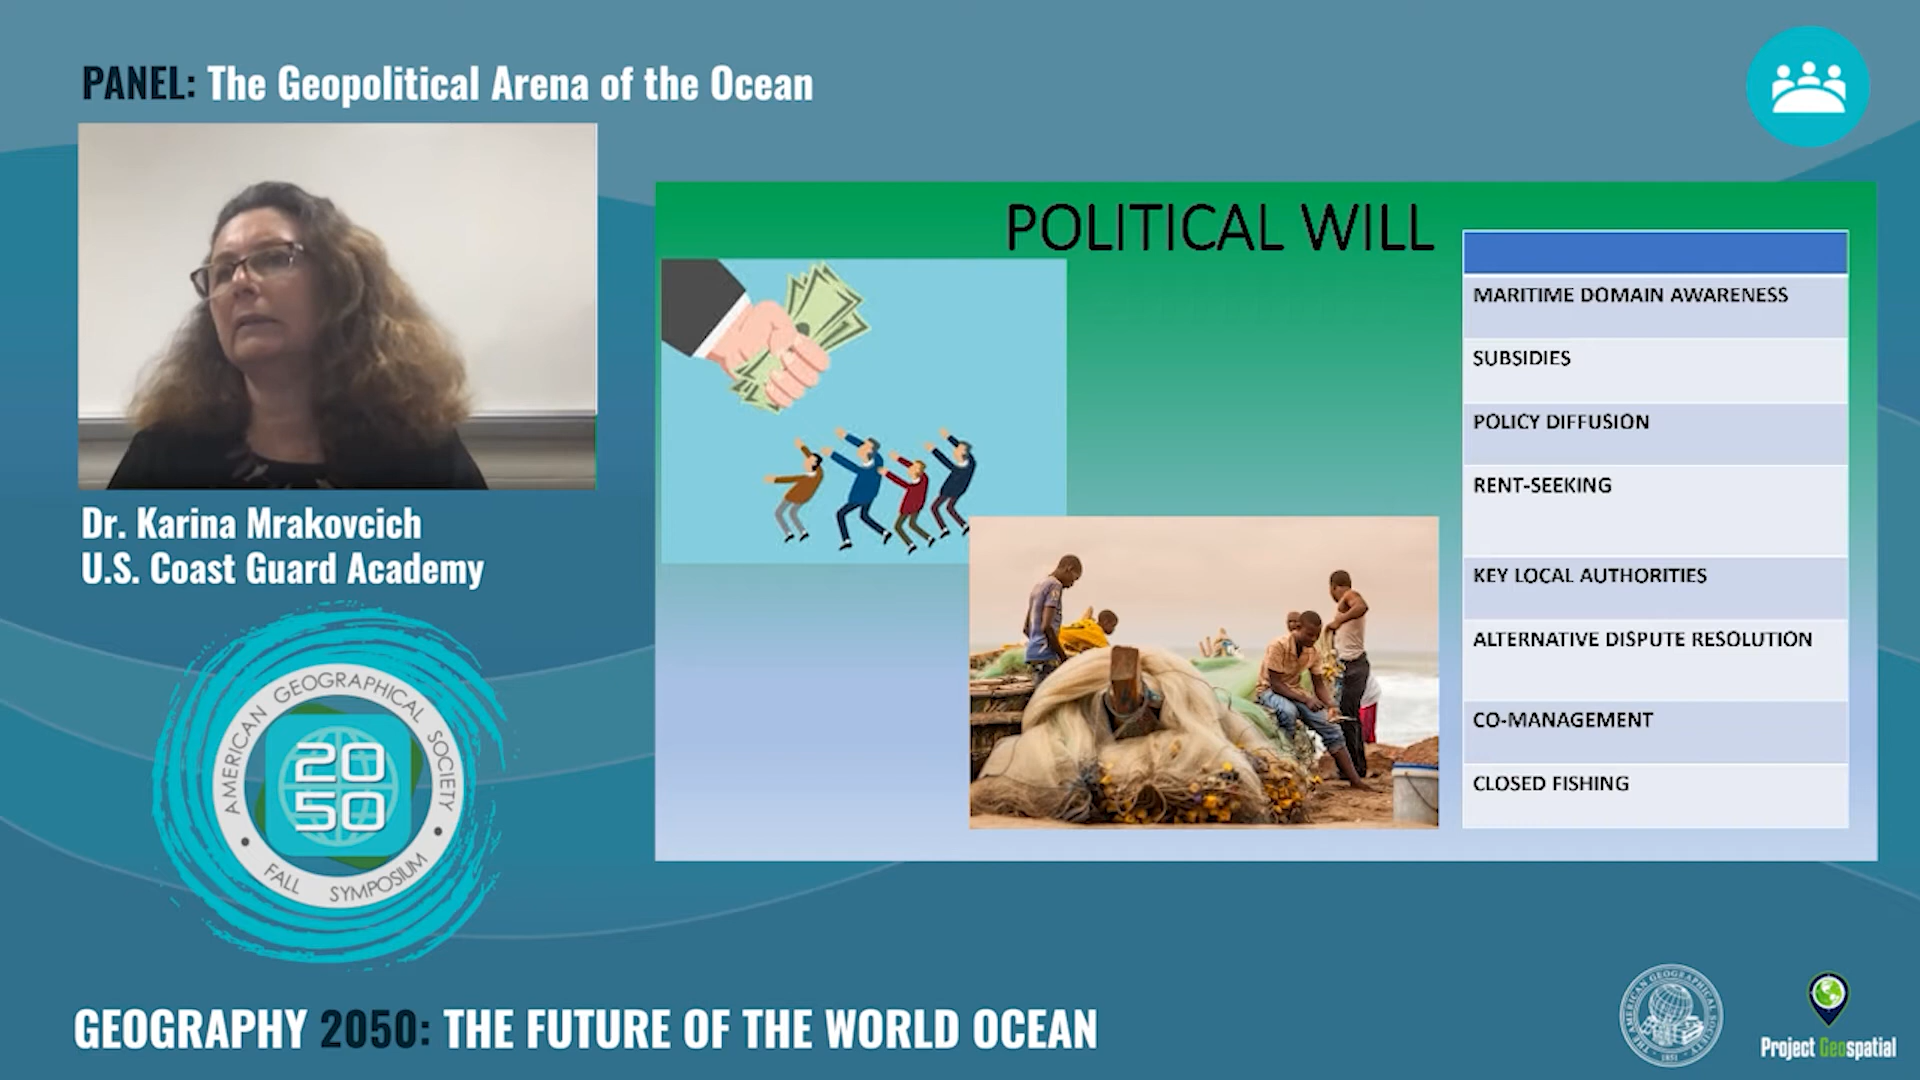 PANEL: The Geopolitical Arena of the Ocean
Dr. Karina Mrakovcich
U.S. Coast Guard Academy
POLITICAL WILL
MARITIME DOMAIN AWARENESS
SUBSIDIES
POLICY DIFFUSION
RENT-SEEKING
KEY LOCAL AUTHORITIES
ALTERNATIVE DISPUTE RESOLUTION
CO-MANAGEMENT
CLOSED FISHING
AMERICAN GEOGRAPHICAL SOCIETY
20
50
FALL SYMPOSIUM
GEOGRAPHY 2050: THE FUTURE OF THE WORLD OCEAN
Project Geospatial